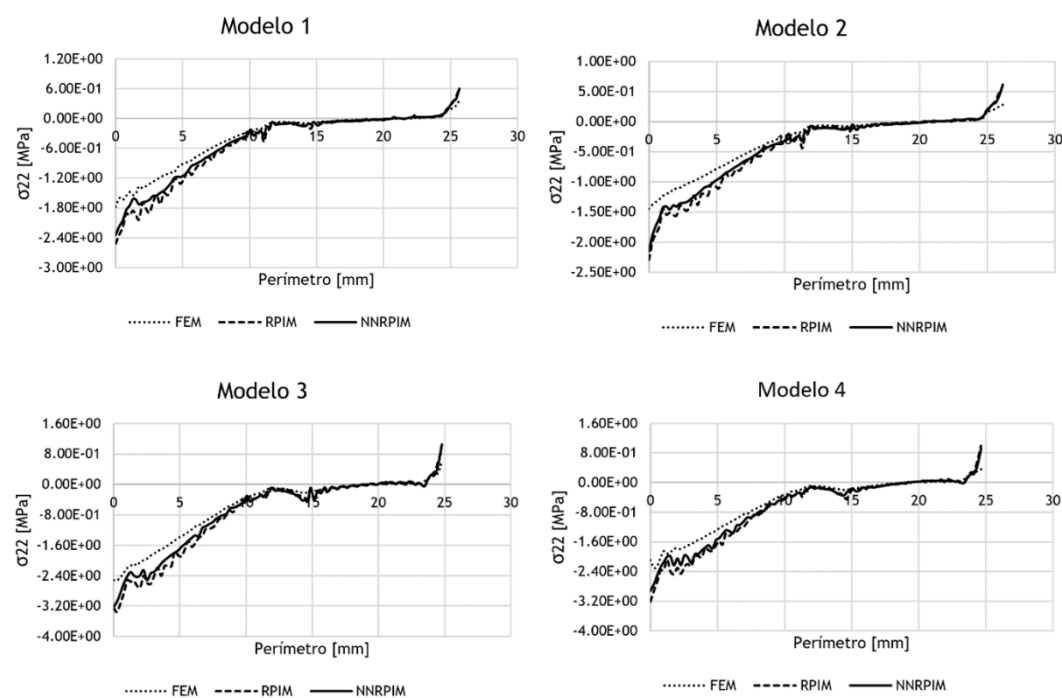 Modelo 1
1.20E+00
6.00E-01
0.00E+00
-6.00E-01
-1.20E+00
-1.80E+00
-2.40E+00
-3.00E+00
σ22 [MPa]
0 5 10 15 20 25 30
Perímetro [mm]
FEM RPIM NNRPIM
Modelo 2
1.00E+00
5.00E-01
0.00E+00
-5.00E-01
-1.00E+00
-1.50E+00
-2.00E+00
-2.50E+00
σ22 [MPa]
0 5 10 15 20 25 30
Perímetro [mm]
FEM RPIM NNRPIM
Modelo 3
1.60E+00
8.00E-01
0.00E+00
-8.00E-01
-1.60E+00
-2.40E+00
-3.20E+00
-4.00E+00
σ22 [MPa]
0 5 10 15 20 25 30
Perímetro [mm]
FEM RPIM NNRPIM
Modelo 4
1.60E+00
8.00E-01
0.00E+00
-8.00E-01
-1.60E+00
-2.40E+00
-3.20E+00
-4.00E+00
σ22 [MPa]
0 5 10 15 20 25 30
Perímetro [mm]
FEM RPIM NNRPIM